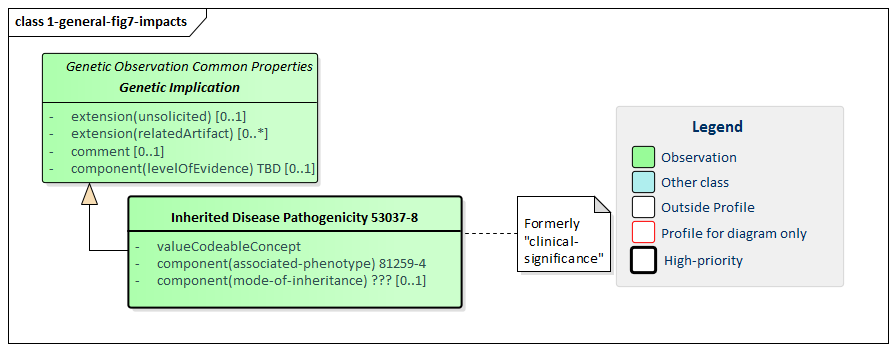 class 1-general-fig7-impacts
Genetic Observation Common Properties
Genetic Implication
- extension(unsolicited) [0..1]
- extension(relatedArtifact) [0..*]
- comment [0..1]
- component(levelOfEvidence) TBD [0..1]
Inherited Disease Pathogenicity 53037-8
- valueCodeableConcept
- component(associated-phenotype) 81259-4
- component(mode-of-inheritance) ??? [0..1]
Formerly
"clinical-
significance"
Legend
Observation
Other class
Outside Profile
Profile for diagram only
High-priority